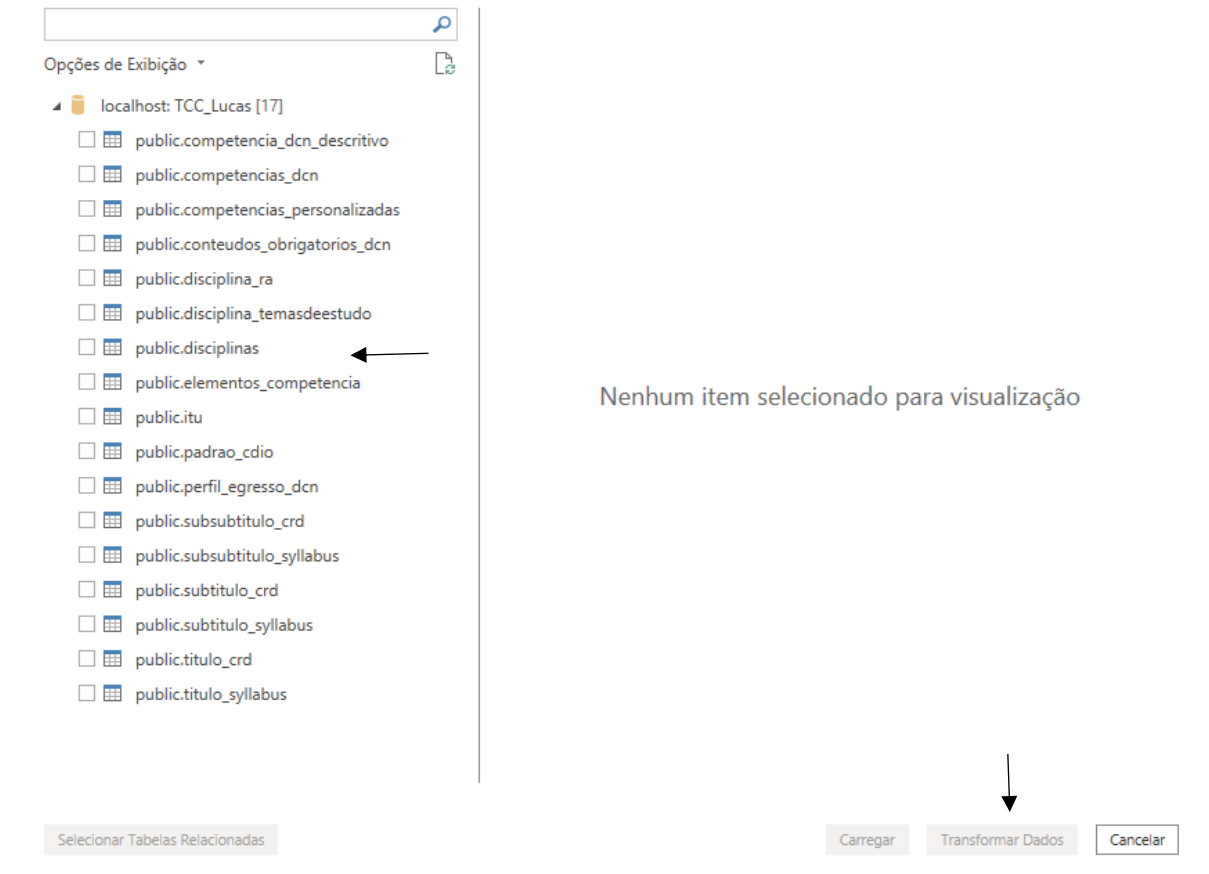 Opções de Exibição
localhost: TCC_Lucas [17]
public.competencia_dcn_descritivo
public.competencias_dcn
public.competencias_personalizadas
public.conteudos_obrigatorios_dcn
public.disciplina_ra
public.disciplina_temasdeestudo
public.disciplinas
public.elementos_competencia
public.itu
public.padrao_cdio
public.perfil_egresso_dcn
public.subsubtitulo_crd
public.subsubtitulo_syllabus
public.subtitulo_crd
public.subtitulo_syllabus
public.titulo_crd
public.titulo_syllabus
Nenhum item selecionado para visualização
Selecionar Tabelas Relacionadas
Carregar
Transformar Dados
Cancelar